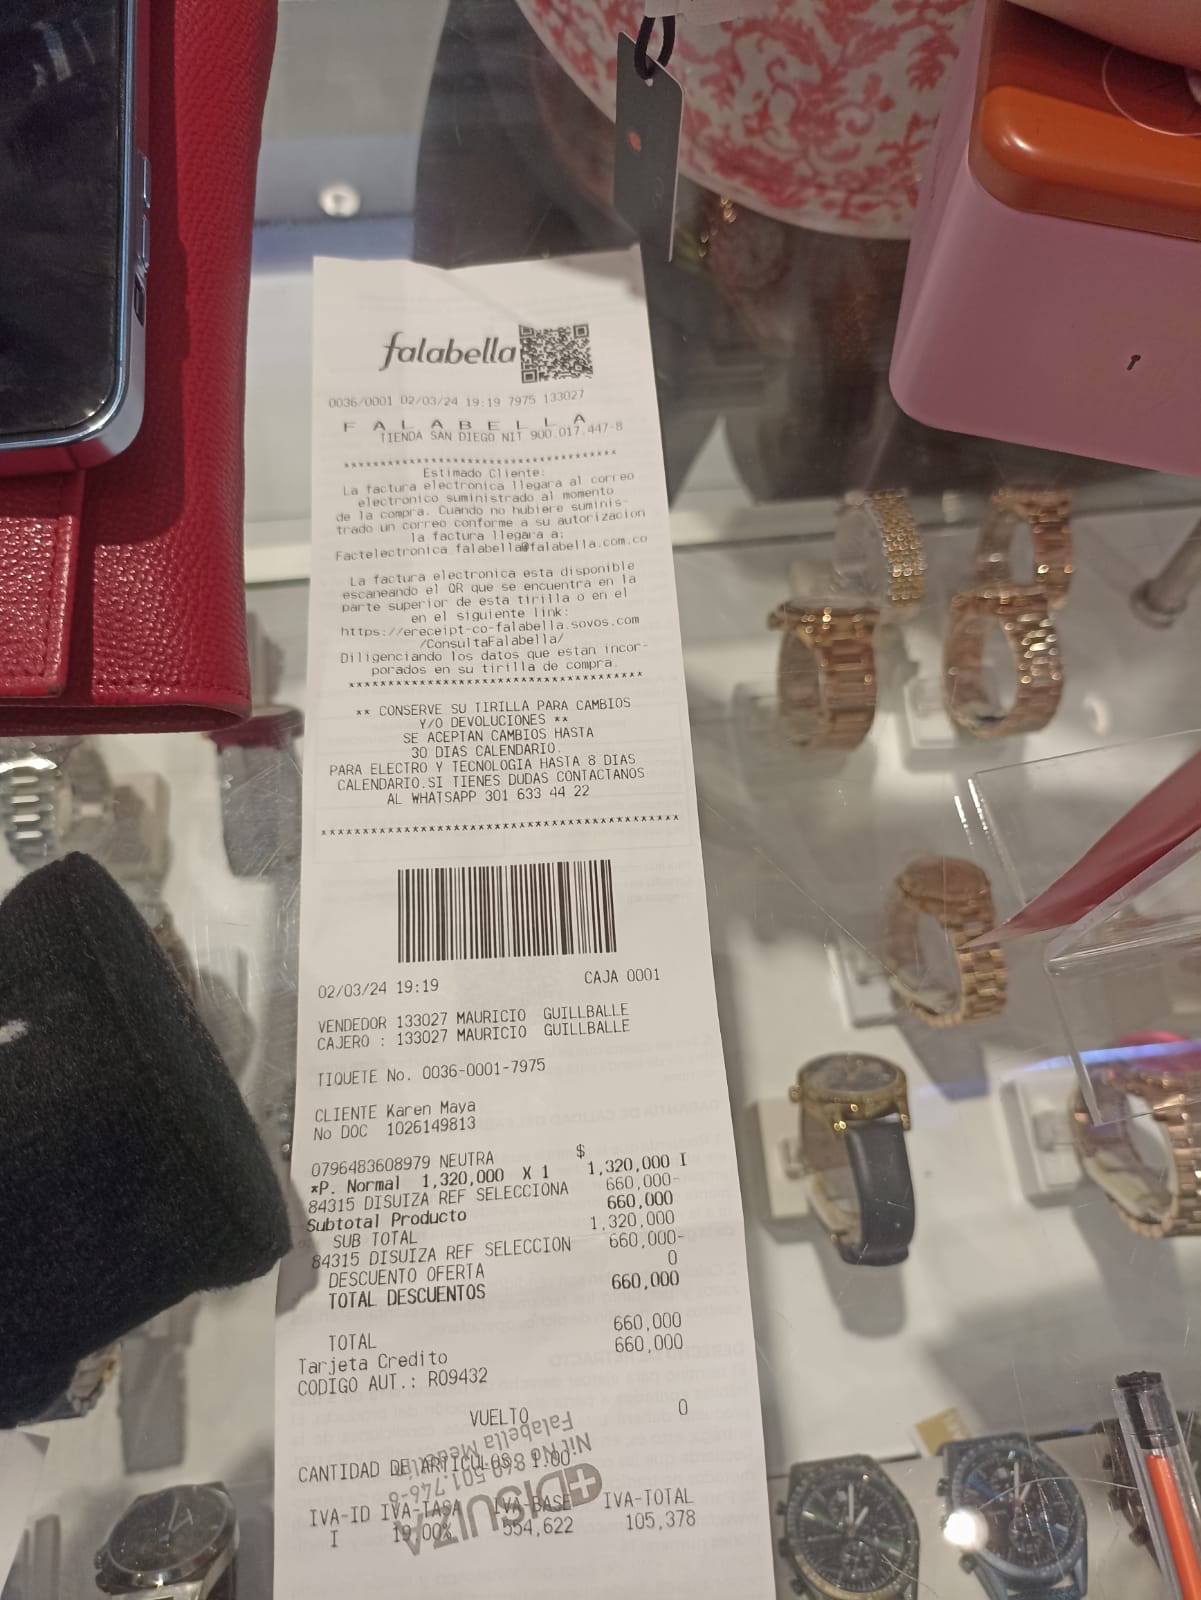 falabella
0036/0001 02/03/24 19:19 7975 133027
F A L A B E L L A
TIENDA SAN DIEGO NIT 900.017.447-8
***********************************
Estimado Cliente:
La factura electronica llegara al correo
electronico suministrado al momento
de la compra. Cuando no hubiere suminis-
trado un correo conforme a su autorizacion
la factura llegara a:
Factelectronica_falabella@falabella.com.co
La factura electronica esta disponible
escaneando el QR que se encuentra en la
parte superior de esta tirilla o en el
en el siguiente link:
https://ereceipt-co-falabella.sovos.com
/ConsultaFalabella/
Diligenciando los datos que estan incor-
porados en su tirilla de compra.
***********************************
** CONSERVE SU TIRILLA PARA CAMBIOS
Y/O DEVOLUCIONES **
SE ACEPTAN CAMBIOS HASTA
30 DIAS CALENDARIO.
PARA ELECTRO Y TECNOLOGIA HASTA 8 DIAS
CALENDARIO.SI TIENES DUDAS CONTACTANOS
AL WHATSAPP 301 633 44 22
*******************************************
02/03/24 19:19 CAJA 0001
VENDEDOR 133027 MAURICIO GUILLBALLE
CAJERO : 133027 MAURICIO GUILLBALLE
TIQUETE No. 0036-0001-7975
CLIENTE Karen Maya
No DOC 1026149813
$
0796483608979 NEUTRA
*P. Normal 1,320,000 X 1 1,320,000 I
84315 DISUIZA REF SELECCIONA 660,000-
Subtotal Producto 660,000
SUB TOTAL 1,320,000
84315 DISUIZA REF SELECCION 660,000-
DESCUENTO OFERTA 0
TOTAL DESCUENTOS 660,000
TOTAL 660,000
Tarjeta Credito 660,000
CODIGO AUT.: R09432
VUELTO 0
CANTIDAD DE ARTICULOS: 1.00
IVA-ID IVA-TASA IVA-BASE IVA-TOTAL
I 19.00% 554,622 105,378
DISUIZA